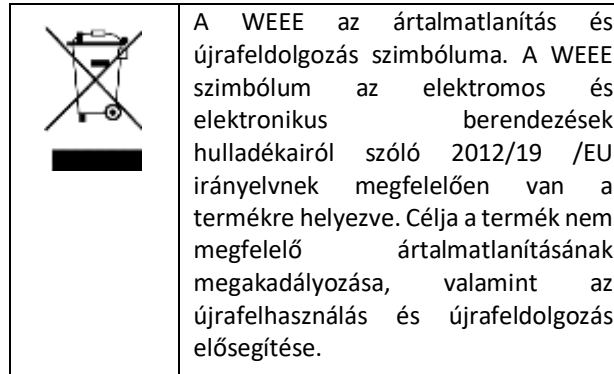 A WEEE az ártalmatlanítás és
újrafeldolgozás szimbóluma. A WEEE
szimbólum az elektromos és
elektronikus berendezések
hulladékairól szóló 2012/19 /EU
irányelvnek megfelelően van a
termékre helyezve. Célja a termék nem
megfelelő ártalmatlanításának
megakadályozása, valamint az
újrafelhasználás és újrafeldolgozás
elősegítése.